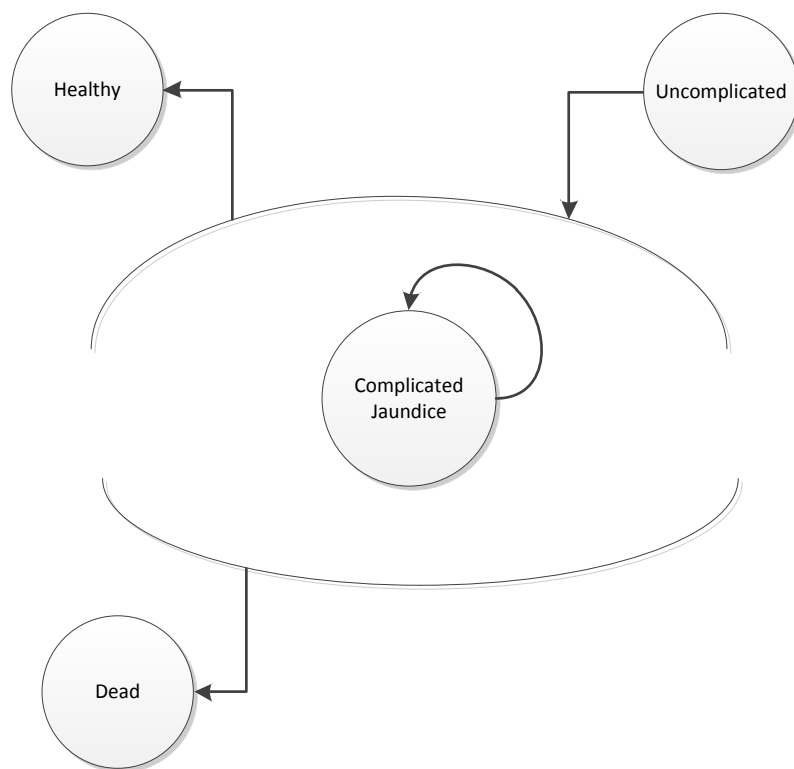 Healthy
Uncomplicated
Complicated
Jaundice
Dead